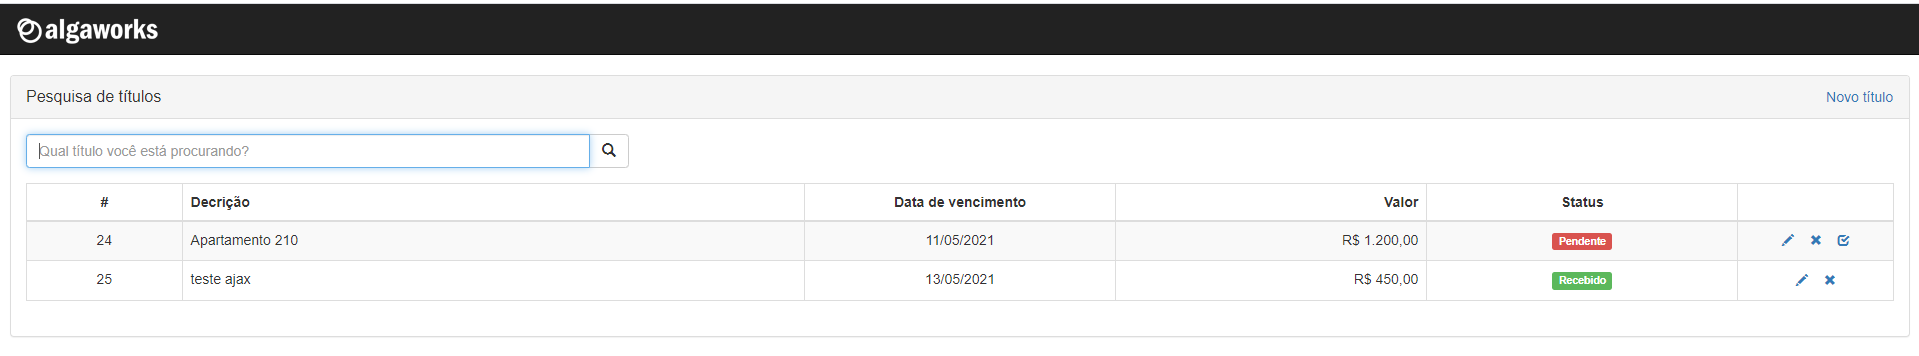 algaworks
Pesquisa de títulos Novo título
Qual título você está procurando?
# Decrição Data de vencimento Valor Status
24 Apartamento 210 11/05/2021 R$ 1.200,00 Pendente
25 teste ajax 13/05/2021 R$ 450,00 Recebido